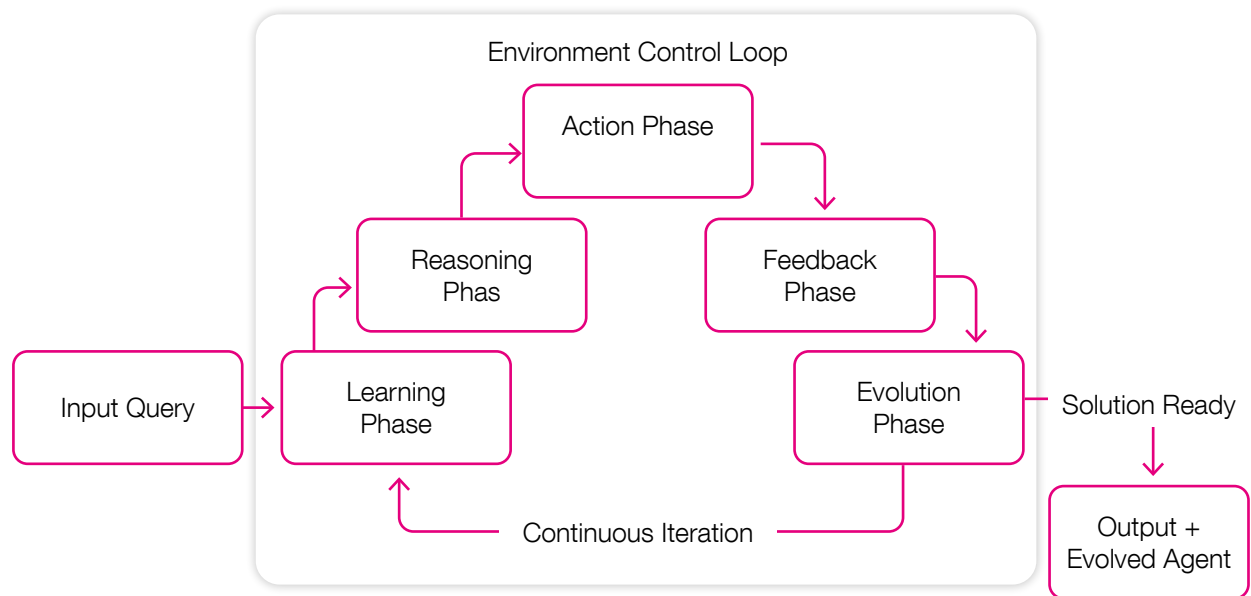 Environment Control Loop
Action Phase
Reasoning
Phas
Feedback
Phase
Input Query
Learning
Phase
Evolution
Phase
Solution Ready
Continuous Iteration
Output +
Evolved Agent